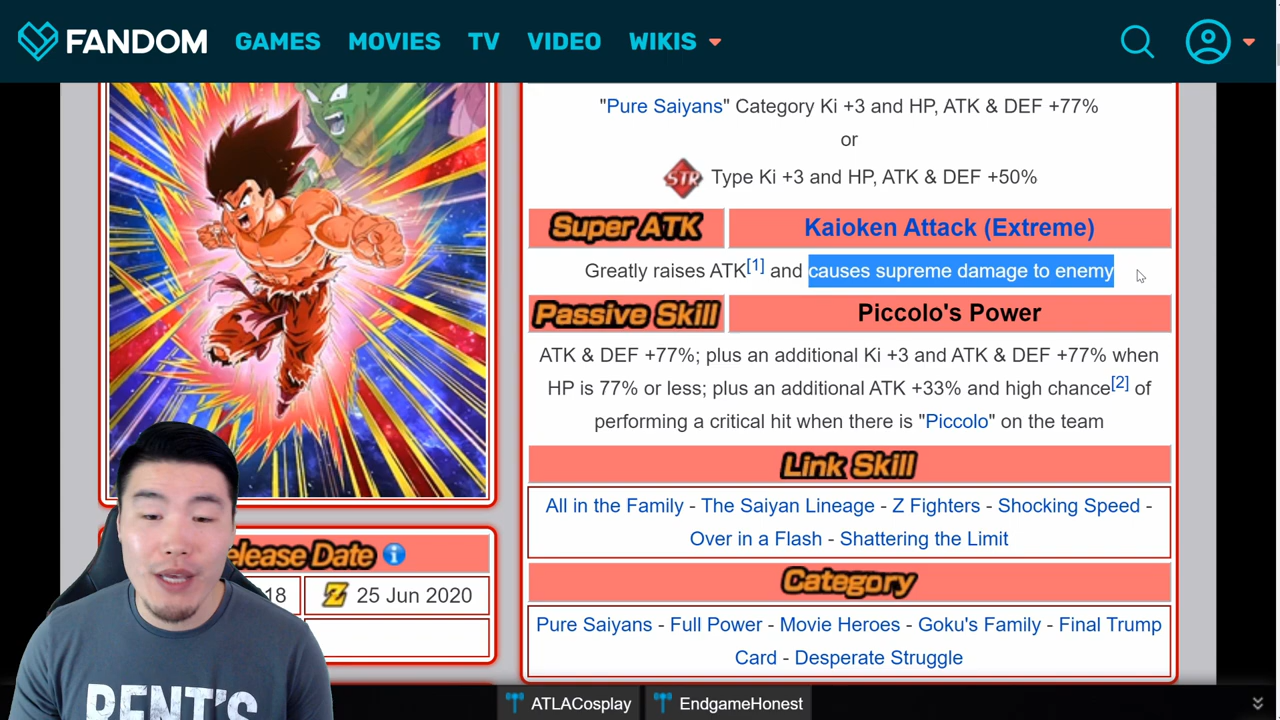 FANDOM GAMES MOVIES TV VIDEO WIKIS
"Pure Saiyans" Category Ki +3 and HP, ATK & DEF +77%
or
STR Type Ki +3 and HP, ATK & DEF +50%
Super ATK Kaioken Attack (Extreme)
Greatly raises ATK[1] and causes supreme damage to enemy
Passive Skill Piccolo's Power
ATK & DEF +77%; plus an additional Ki +3 and ATK & DEF +77% when
HP is 77% or less; plus an additional ATK +33% and high chance[2] of
performing a critical hit when there is "Piccolo" on the team
Link Skill
All in the Family - The Saiyan Lineage - Z Fighters - Shocking Speed -
Over in a Flash - Shattering the Limit
Category
Pure Saiyans - Full Power - Movie Heroes - Goku's Family - Final Trump
Card - Desperate Struggle
elease Date i
18 Z 25 Jun 2020
RENT'S
ATLACosplay EndgameHonest